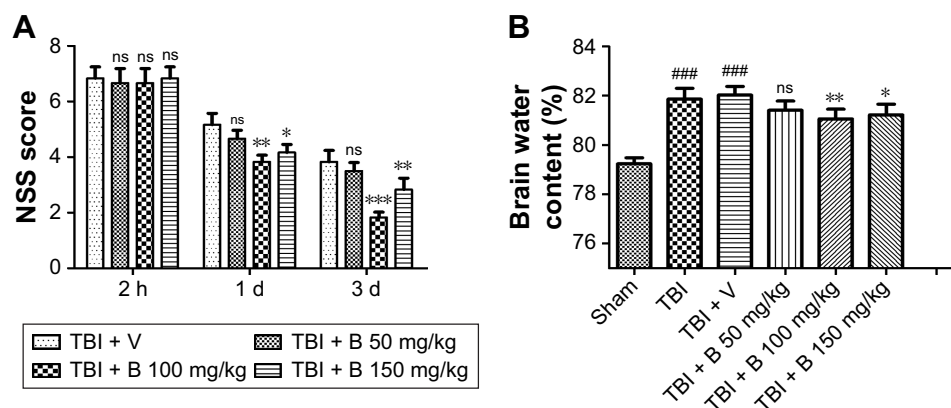 A
8
6
4
2
0
NSS score
ns ns ns
ns ** *
ns *** **
2 h 1 d 3 d
TBI + V TBI + B 50 mg/kg
TBI + B 100 mg/kg TBI + B 150 mg/kg
B
84
82
80
78
76
Brain water
content (%)
### ### ns ** *
Sham
TBI
TBI + V
TBI + B 50 mg/kg
TBI + B 100 mg/kg
TBI + B 150 mg/kg